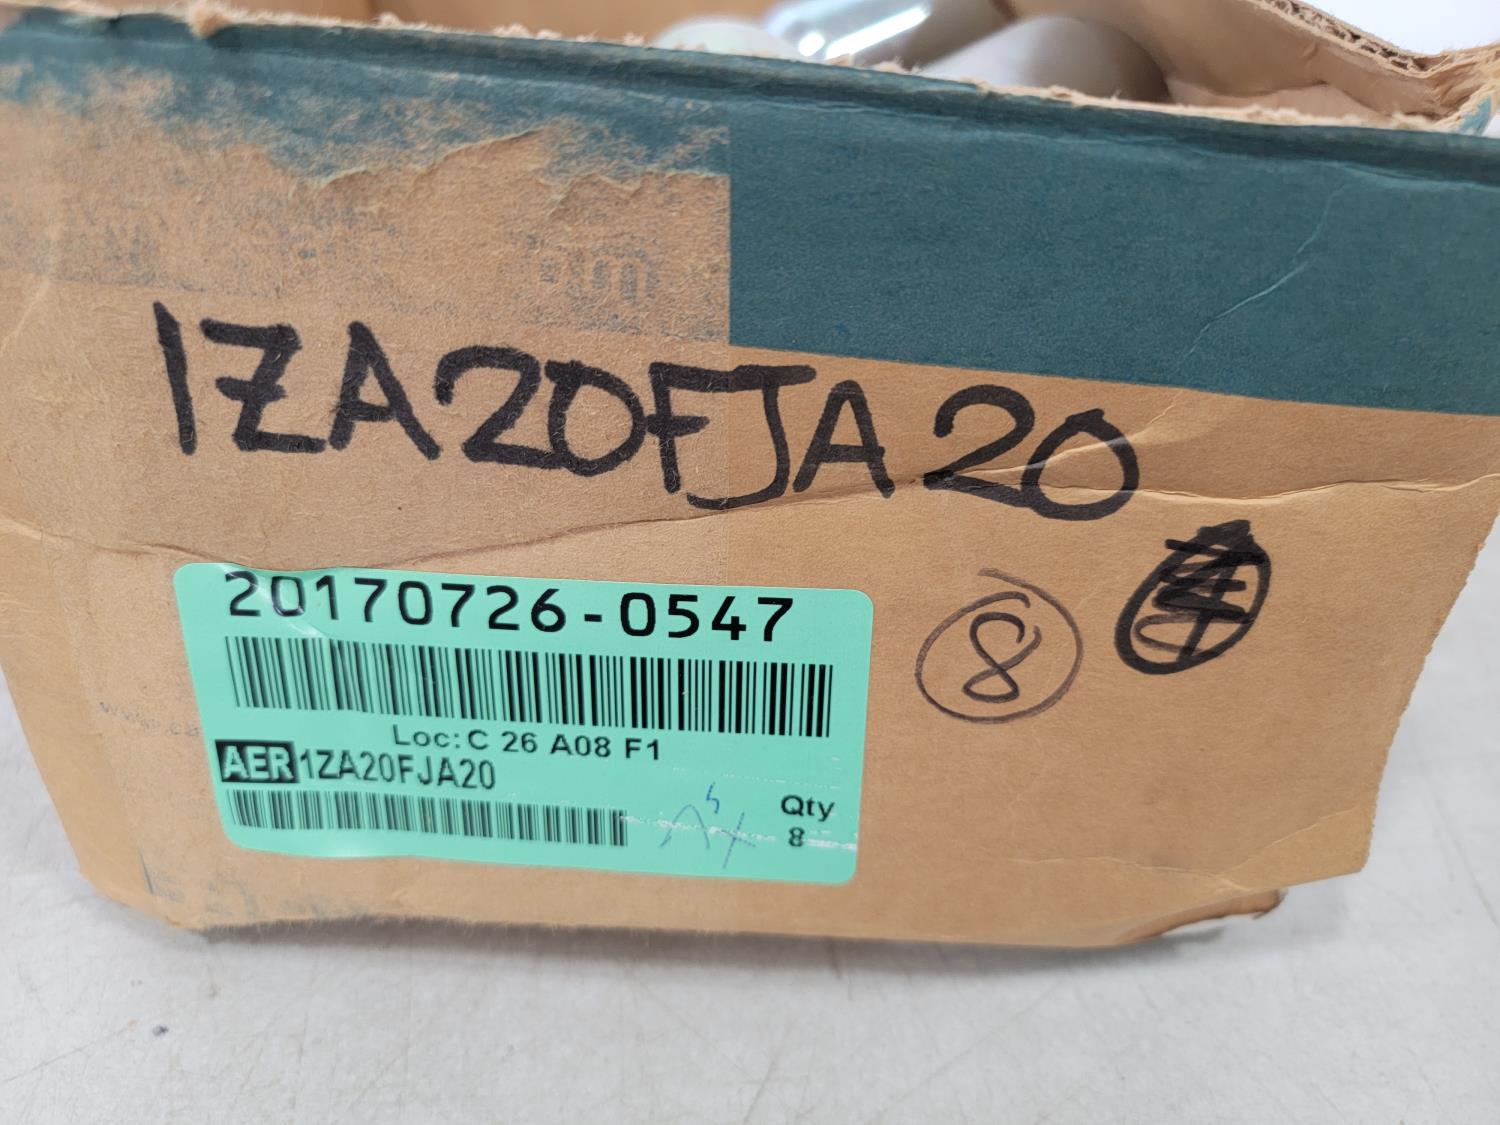 1ZA20FJA20
20170726-0547
8
Loc: C 26 A08 F1
AER 1ZA20FJA20
Qty
8